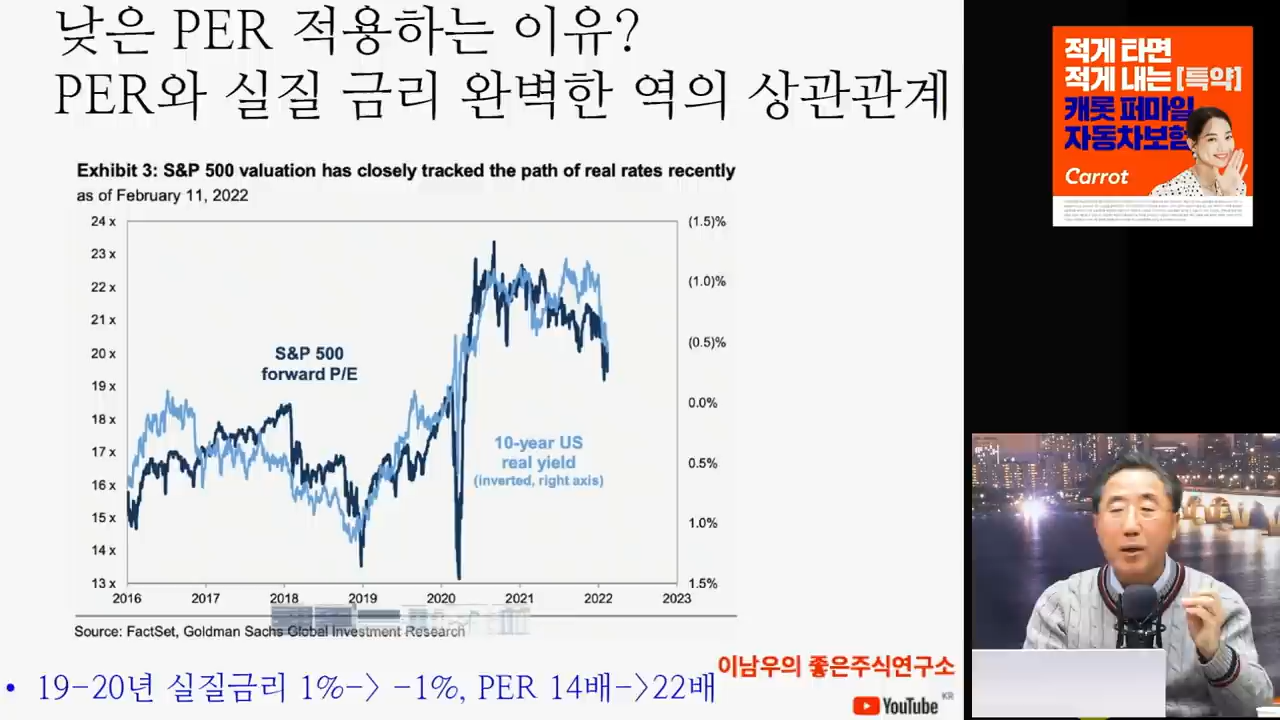 낮은 PER 적용하는 이유?
PER와 실질 금리 완벽한 역의 상관관계
Exhibit 3: S&P 500 valuation has closely tracked the path of real rates recently
as of February 11, 2022
24 x
23 x
22 x
21 x
20 x
19 x
18 x
17 x
16 x
15 x
14 x
13 x
(1.5)%
(1.0)%
(0.5)%
0.0%
0.5%
1.0%
1.5%
S&P 500
forward P/E
10-year US
real yield
(inverted, right axis)
2016 2017 2018 2019 2020 2021 2022 2023
Source: FactSet, Goldman Sachs Global Investment Research
• 19-20년 실질금리 1%-> -1%, PER 14배->22배
이남우의 좋은주식연구소
YouTube KR
적게 타면
적게 내는 [특약]
캐롯 퍼마일
자동차보험
Carrot